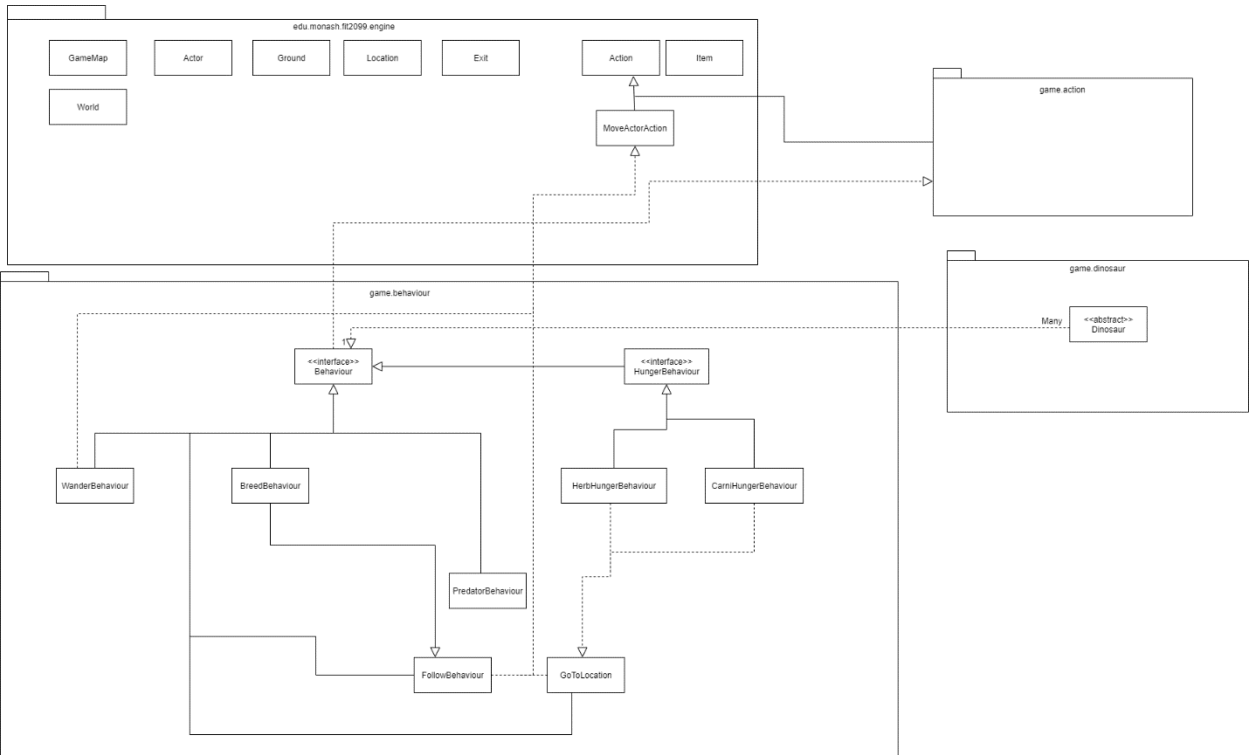 edu.monash.fit2099.engine
GameMap
Actor
Ground
Location
Exit
Action
Item
World
MoveActorAction
game.action
game.dinosaur
<<abstract>>
Dinosaur
Many
game.behaviour
1
<<interface>>
Behaviour
<<interface>>
HungerBehaviour
WanderBehaviour
BreedBehaviour
HerbHungerBehaviour
CarniHungerBehaviour
PredatorBehaviour
FollowBehaviour
GoToLocation